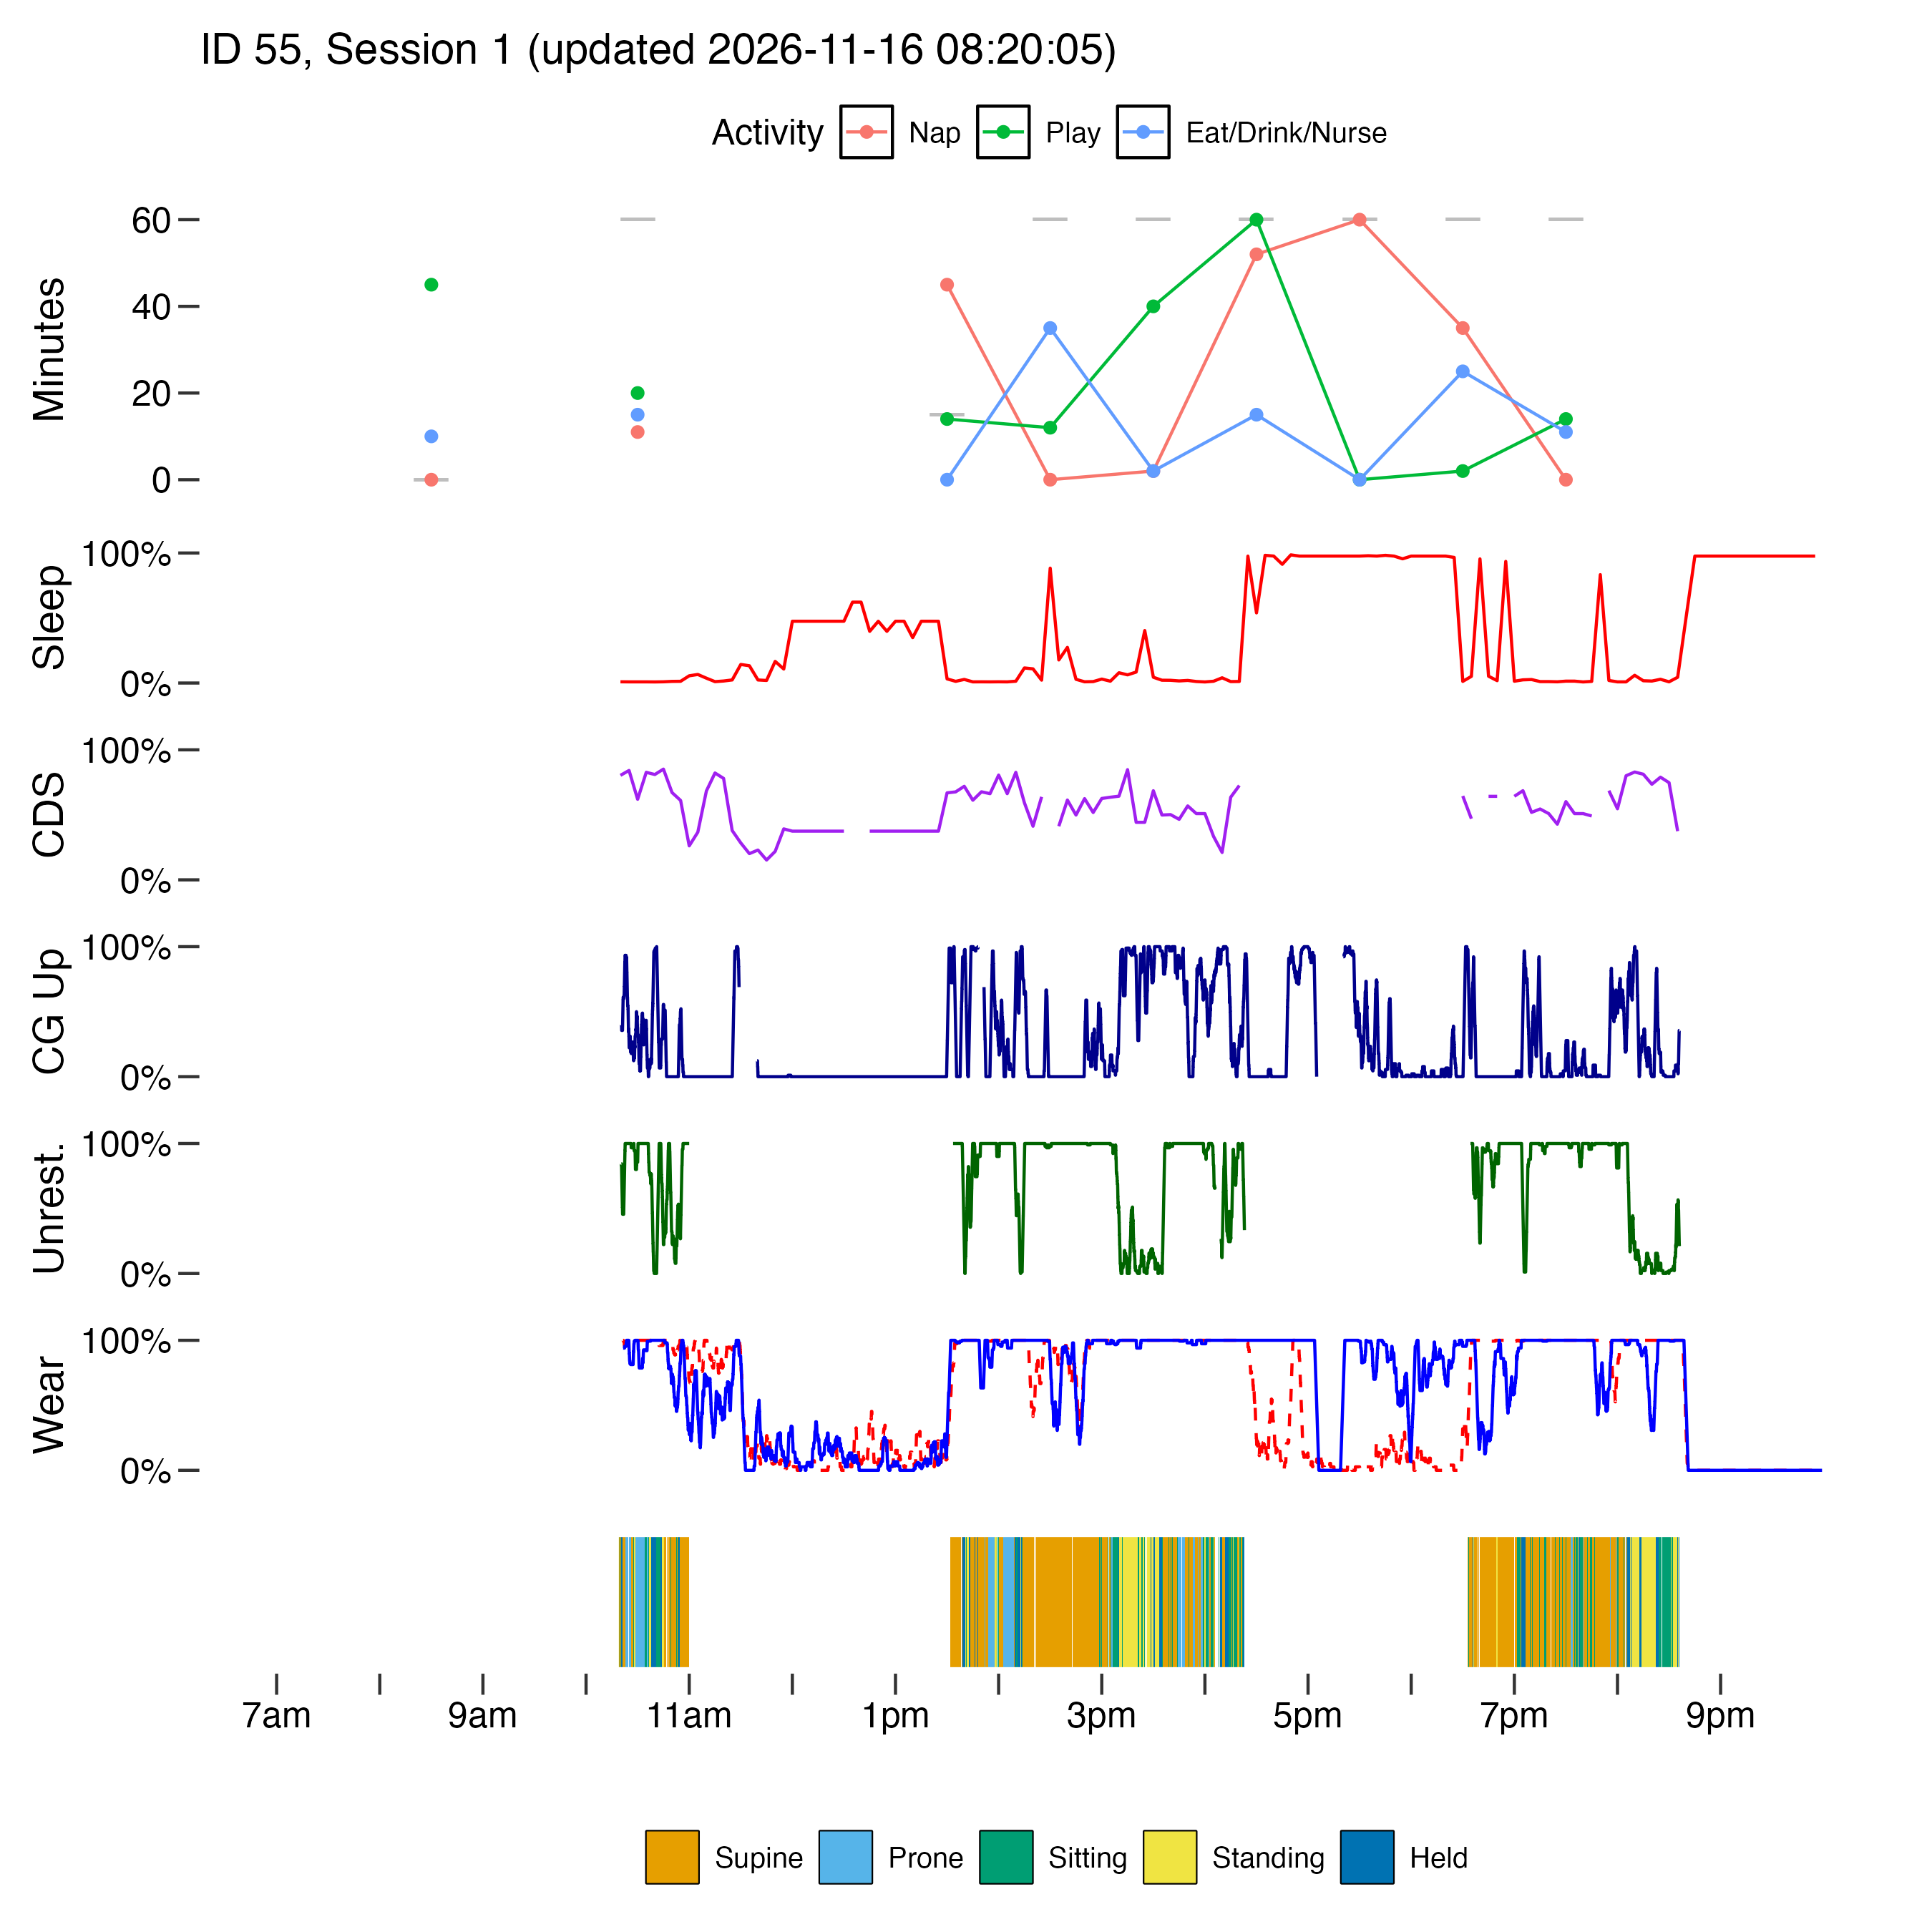 ID 55, Session 1 (updated 2026-11-16 08:20:05)
Activity Nap Play Eat/Drink/Nurse
Minutes
60
40
20
0
Sleep
100%
0%
CDS
100%
0%
CG Up
100%
0%
Unrest.
100%
0%
Wear
100%
0%
7am 9am 11am 1pm 3pm 5pm 7pm 9pm
Supine Prone Sitting Standing Held